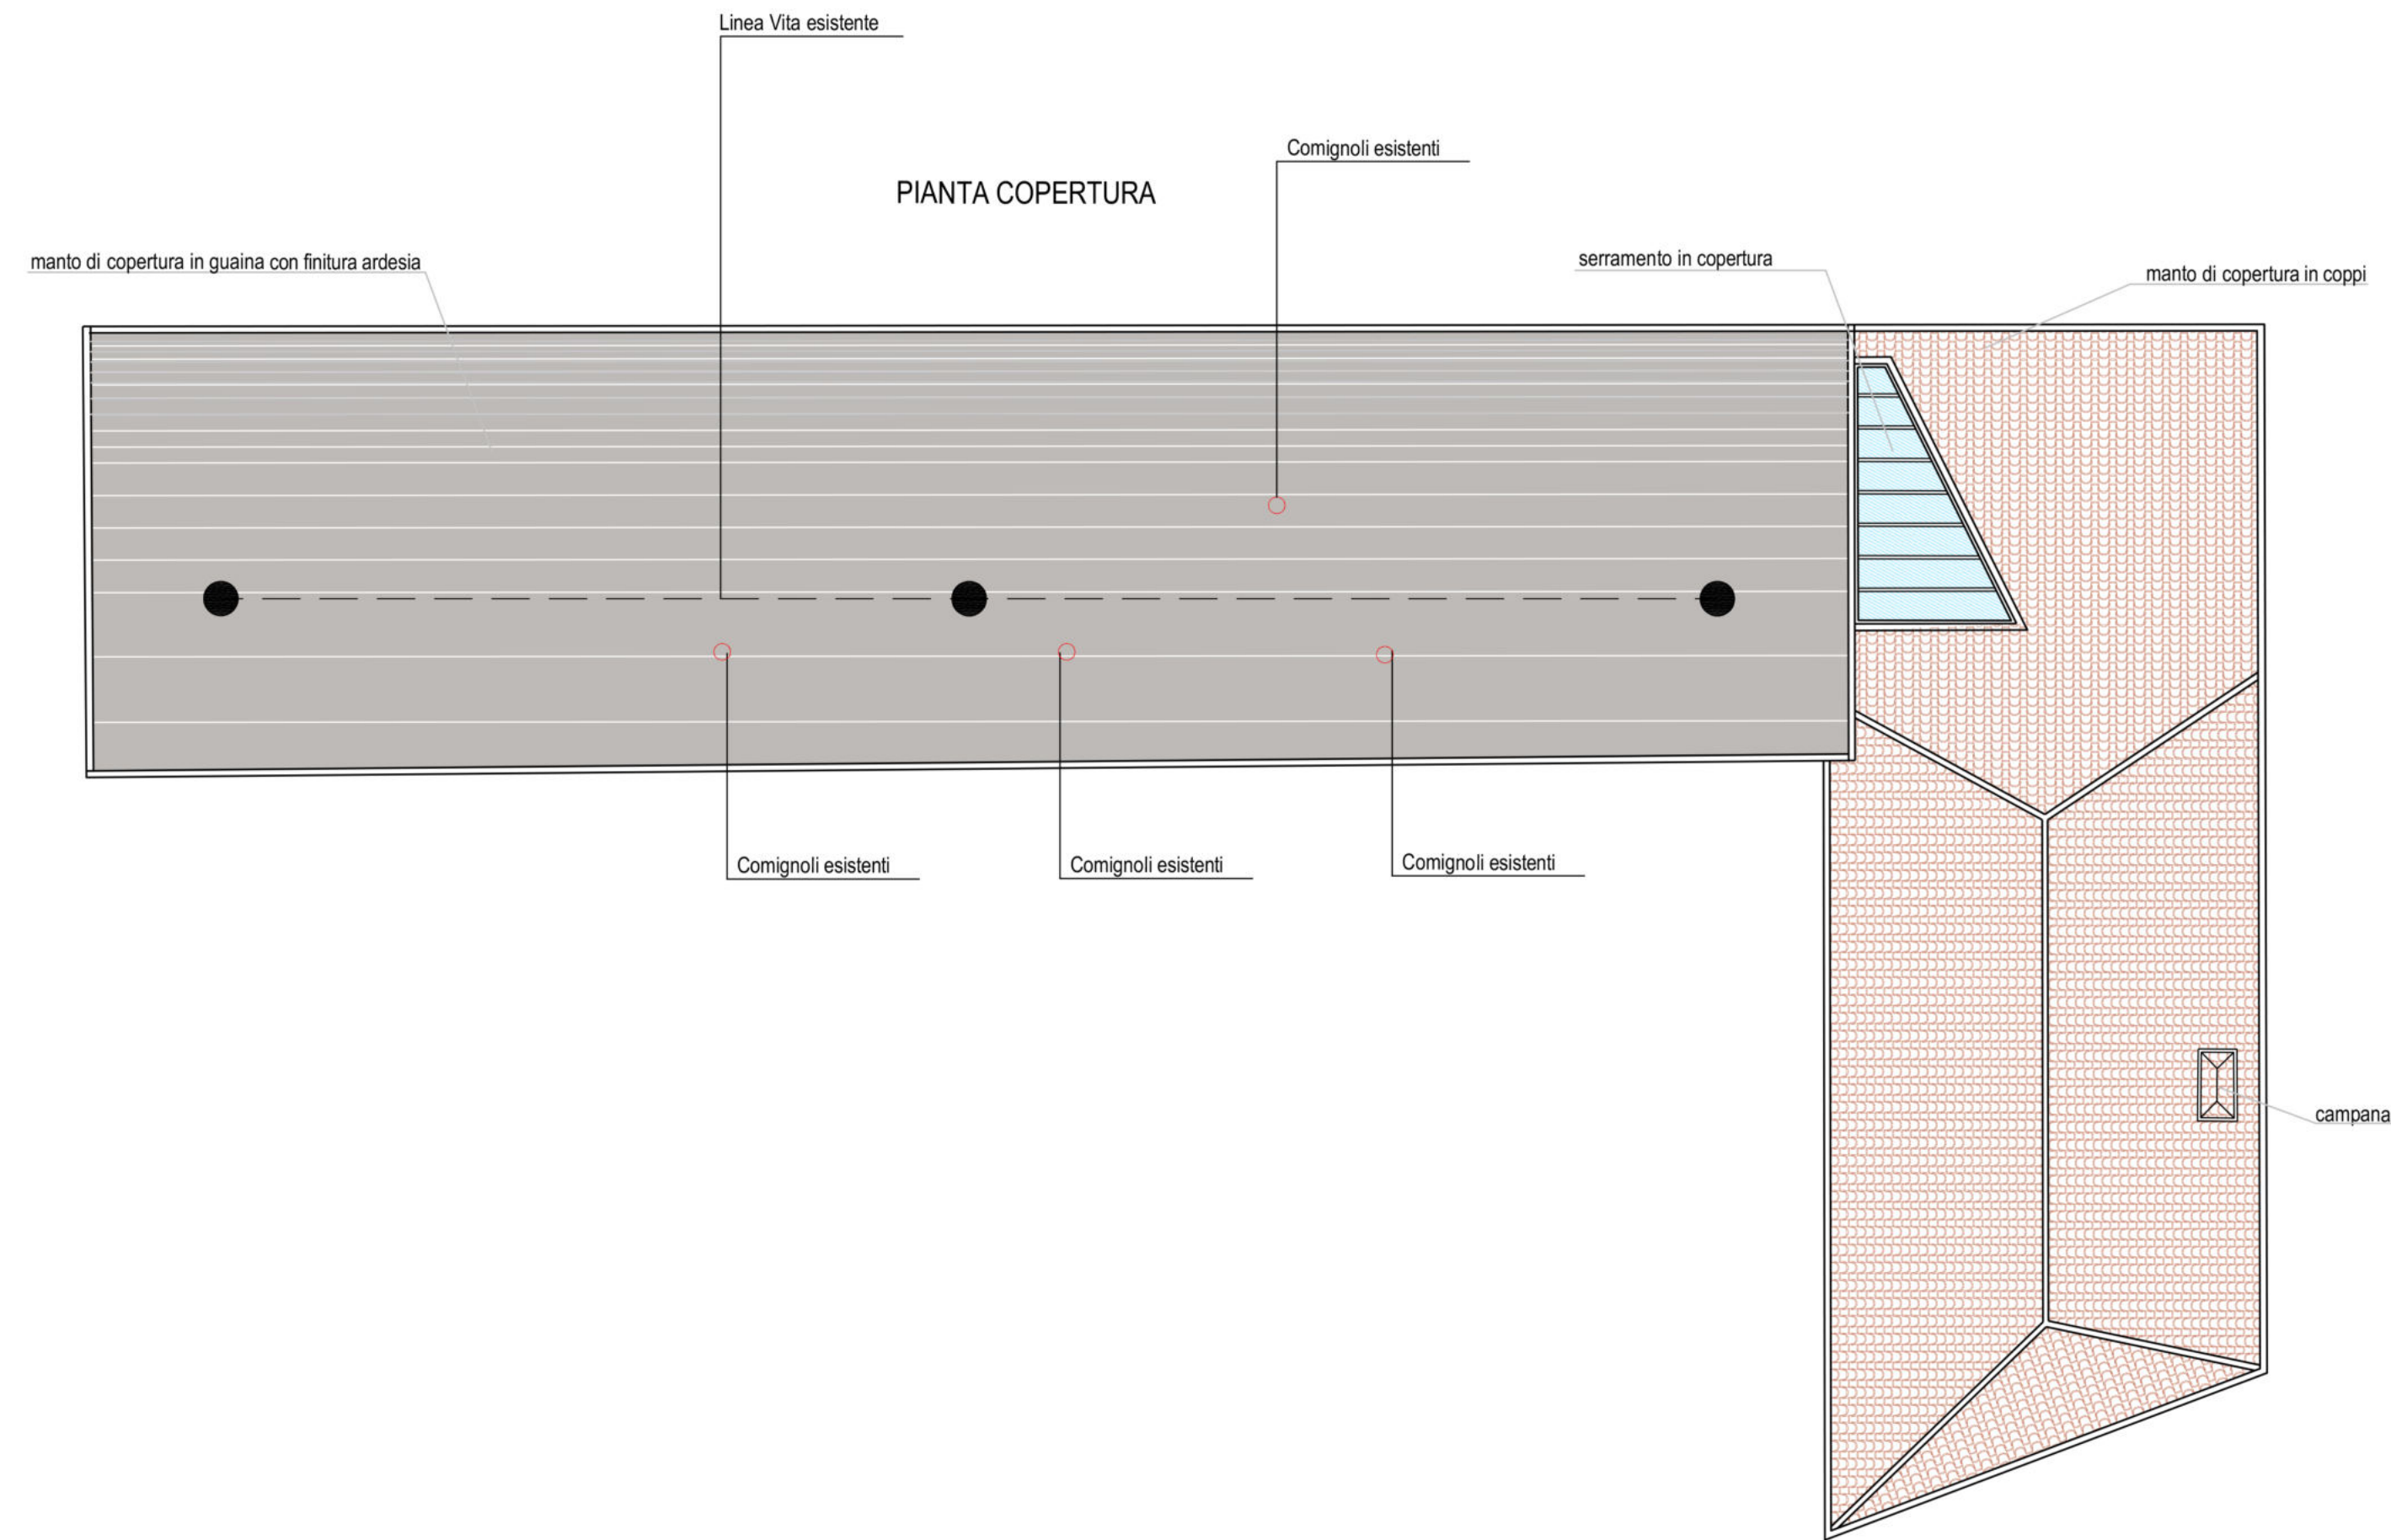 Linea Vita esistente
Comignoli esistenti
PIANTA COPERTURA
manto di copertura in guaina con finitura ardesia
serramento in copertura
manto di copertura in coppi
Comignoli esistenti
Comignoli esistenti
Comignoli esistenti
campana